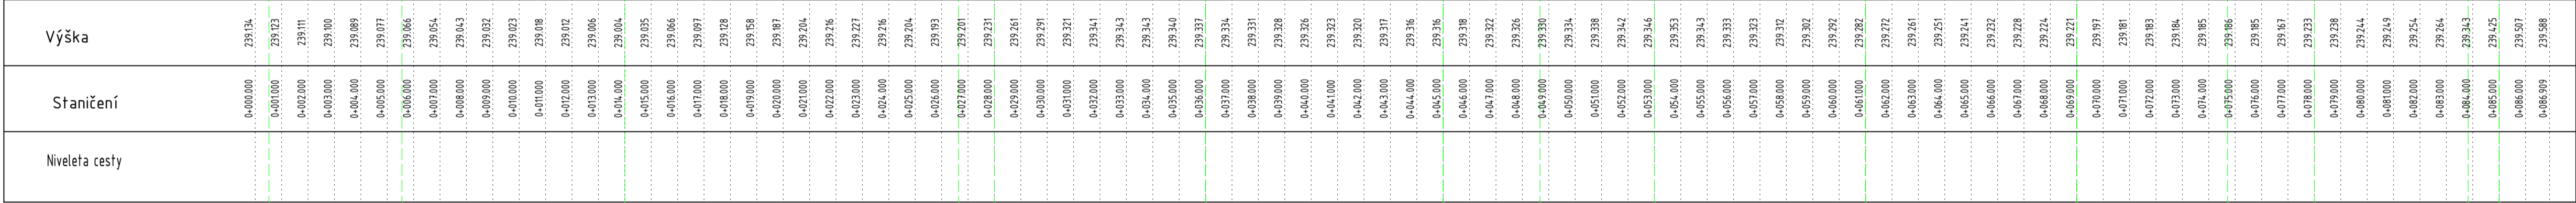 Výška 239.134 239.123 239.111 239.100 239.089 239.077 239.066 239.054 239.043 239.032 239.023 239.018 239.012 239.006 239.004 239.035 239.066 239.097 239.128 239.158 239.187 239.204 239.216 239.227 239.216 239.204 239.193 239.201 239.231 239.261 239.291 239.321 239.341 239.343 239.343 239.340 239.337 239.334 239.331 239.328 239.326 239.323 239.320 239.317 239.316 239.316 239.318 239.322 239.326 239.330 239.334 239.338 239.342 239.346 239.353 239.343 239.333 239.323 239.312 239.302 239.292 239.282 239.272 239.261 239.251 239.241 239.232 239.228 239.224 239.221 239.197 239.181 239.183 239.184 239.185 239.186 239.185 239.167 239.233 239.238 239.244 239.249 239.254 239.264 239.343 239.425 239.507 239.588
Staničení 0+000.000 0+001.000 0+002.000 0+003.000 0+004.000 0+005.000 0+006.000 0+007.000 0+008.000 0+009.000 0+010.000 0+011.000 0+012.000 0+013.000 0+014.000 0+015.000 0+016.000 0+017.000 0+018.000 0+019.000 0+020.000 0+021.000 0+022.000 0+023.000 0+024.000 0+025.000 0+026.000 0+027.000 0+028.000 0+029.000 0+030.000 0+031.000 0+032.000 0+033.000 0+034.000 0+035.000 0+036.000 0+037.000 0+038.000 0+039.000 0+040.000 0+041.000 0+042.000 0+043.000 0+044.000 0+045.000 0+046.000 0+047.000 0+048.000 0+049.000 0+050.000 0+051.000 0+052.000 0+053.000 0+054.000 0+055.000 0+056.000 0+057.000 0+058.000 0+059.000 0+060.000 0+061.000 0+062.000 0+063.000 0+064.000 0+065.000 0+066.000 0+067.000 0+068.000 0+069.000 0+070.000 0+071.000 0+072.000 0+073.000 0+074.000 0+075.000 0+076.000 0+077.000 0+078.000 0+079.000 0+080.000 0+081.000 0+082.000 0+083.000 0+084.000 0+085.000 0+086.000 0+086.909
Niveleta cesty